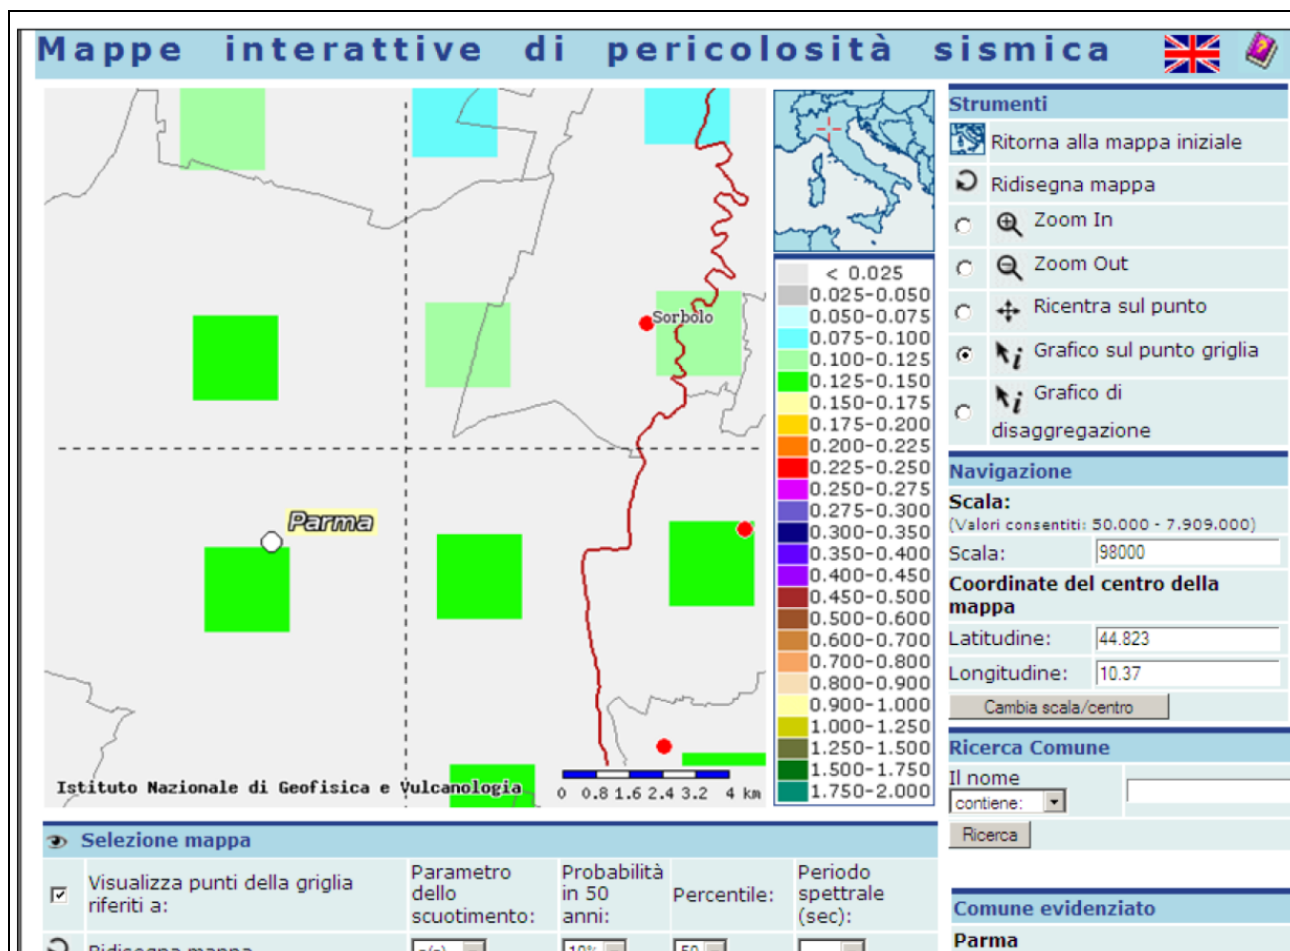 Mappe interattive di pericolosità sismica
Sorbolo
Parma
Istituto Nazionale di Geofisica e Vulcanologia
0 0.8 1.6 2.4 3.2 4 km
< 0.025
0.025-0.050
0.050-0.075
0.075-0.100
0.100-0.125
0.125-0.150
0.150-0.175
0.175-0.200
0.200-0.225
0.225-0.250
0.250-0.275
0.275-0.300
0.300-0.350
0.350-0.400
0.400-0.450
0.450-0.500
0.500-0.600
0.600-0.700
0.700-0.800
0.800-0.900
0.900-1.000
1.000-1.250
1.250-1.500
1.500-1.750
1.750-2.000
Strumenti
Ritorna alla mappa iniziale
Ridisegna mappa
Zoom In
Zoom Out
Ricentra sul punto
Grafico sul punto griglia
Grafico di
disaggregazione
Navigazione
Scala:
(Valori consentiti: 50.000 - 7.909.000)
Scala: 98000
Coordinate del centro della
mappa
Latitudine: 44.823
Longitudine: 10.37
Cambia scala/centro
Ricerca Comune
Il nome
contiene:
Ricerca
Comune evidenziato
Parma
Selezione mappa
Visualizza punti della griglia
riferiti a:
Parametro
dello
scuotimento:
Probabilità
in 50
anni:
Percentile:
Periodo
spettrale
(sec):
Ridisegna mappa
10% 50